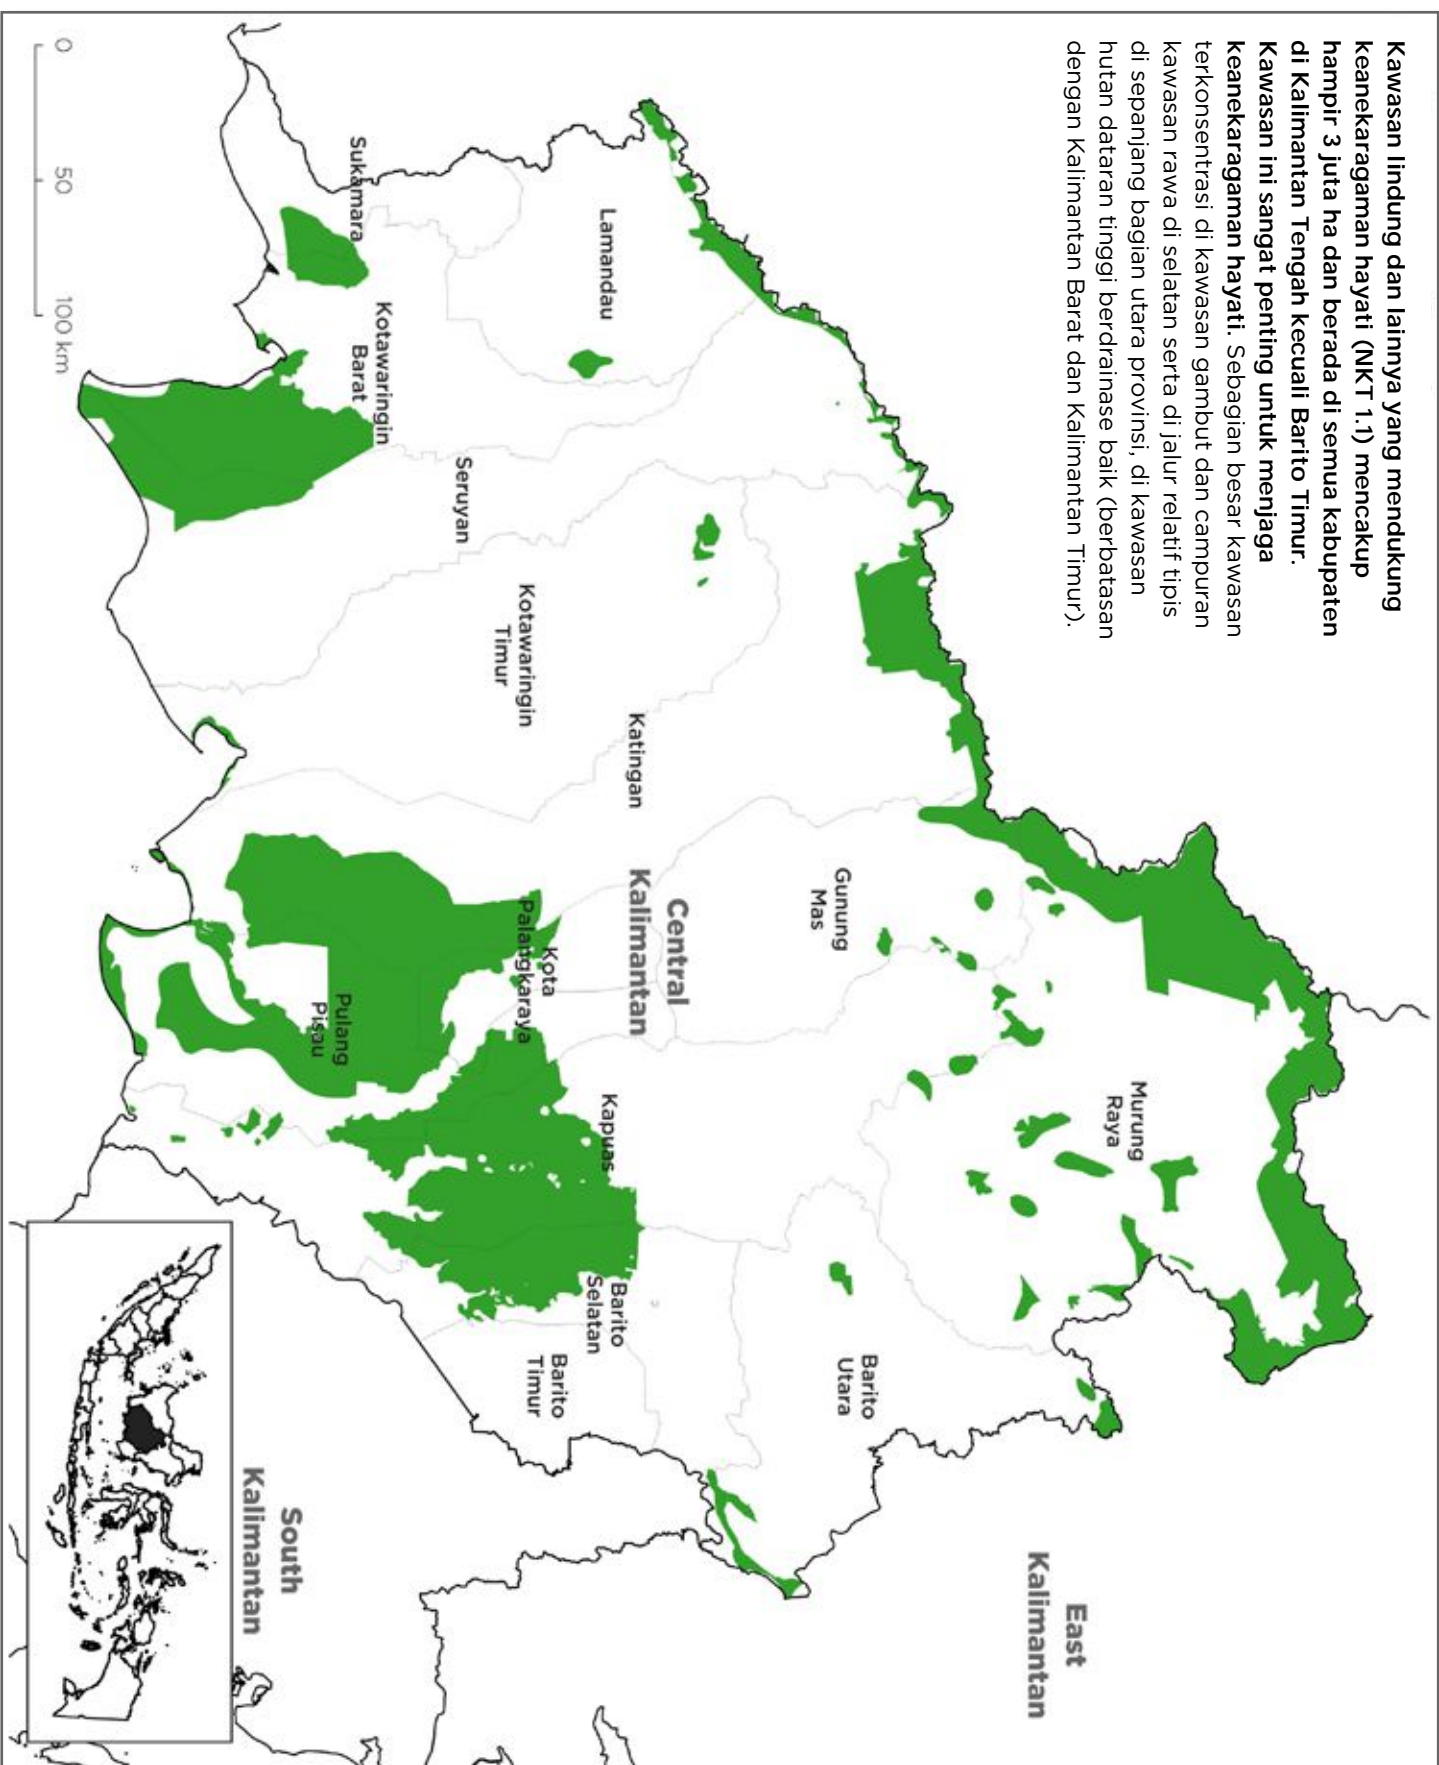 Kawasan lindung dan lainnya yang mendukung
keanekaragaman hayati (NKT 1.1) mencakup
hampir 3 juta ha dan berada di semua kabupaten
di Kalimantan Tengah kecuali Barito Timur.
Kawasan ini sangat penting untuk menjaga
keanekaragaman hayati. Sebagian besar kawasan
terkonsentrasi di kawasan gambut dan campuran
kawasan rawa di selatan serta di jalur relatif tipis
di sepanjang bagian utara provinsi, di kawasan
hutan dataran tinggi berdrainase baik (berbatasan
dengan Kalimantan Barat dan Kalimantan Timur).
East
Kalimantan
Murung
Raya
Barito
Utara
Gunung
Mas
Central
Kalimantan
Katingan
Lamandau
Kapuas
Barito
Selatan
Barito
Timur
Kota
Palangkaraya
Kotawaringin
Timur
Seruyan
Kotawaringin
Barat
Sukamara
Pulang
Pisau
South
Kalimantan
0
50
100 km